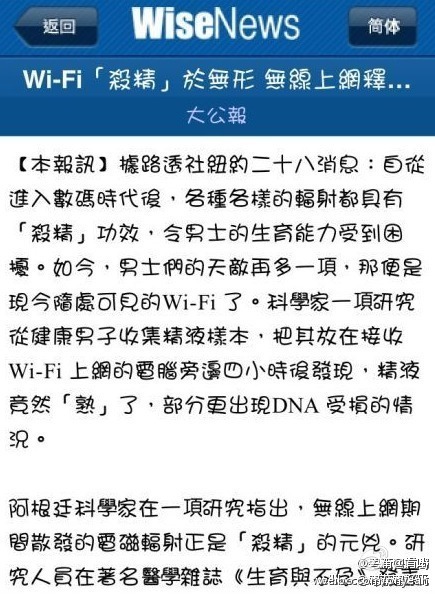 返回
WiseNews
简体
Wi-Fi「殺精」於無形 無線上網釋...
大公報
【本報訊】據路透社紐約二十八消息：自從
進入數碼時代後，各種各樣的輻射都具有
「殺精」功效，令男士的生育能力受到困
擾。如今，男士們的天敵再多一項，那便是
現今隨處可見的Wi-Fi 了。科學家一項研究
從健康男子收集精液樣本，把其放在接收
Wi-Fi 上網的電腦旁邊四小時後發現，精液
竟然「熟」了，部分更出現DNA 受損的情
況。
阿根廷科學家在一項研究指出，無線上網期
間散發的電磁輻射正是「殺精」的元兇。研
究人員在著名醫學雜誌《生育與不孕》發表